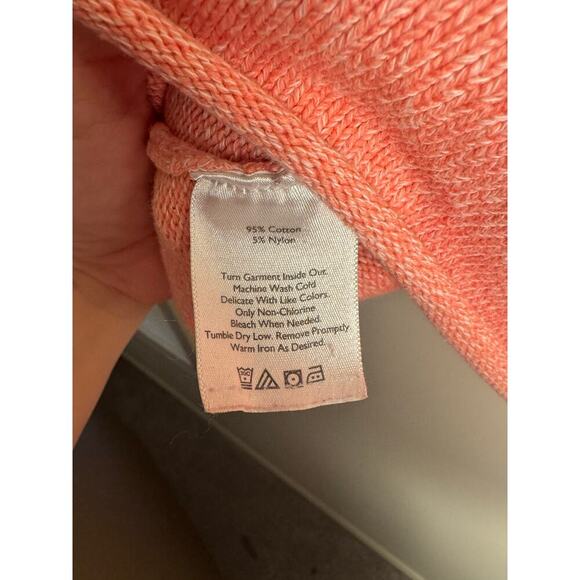 95% Cotton
5% Nylon
Turn Garment Inside Out.
Machine Wash Cold
Delicate With Like Colors.
Only Non-Chlorine
Bleach When Needed.
Tumble Dry Low. Remove Promptly
Warm Iron As Desired.